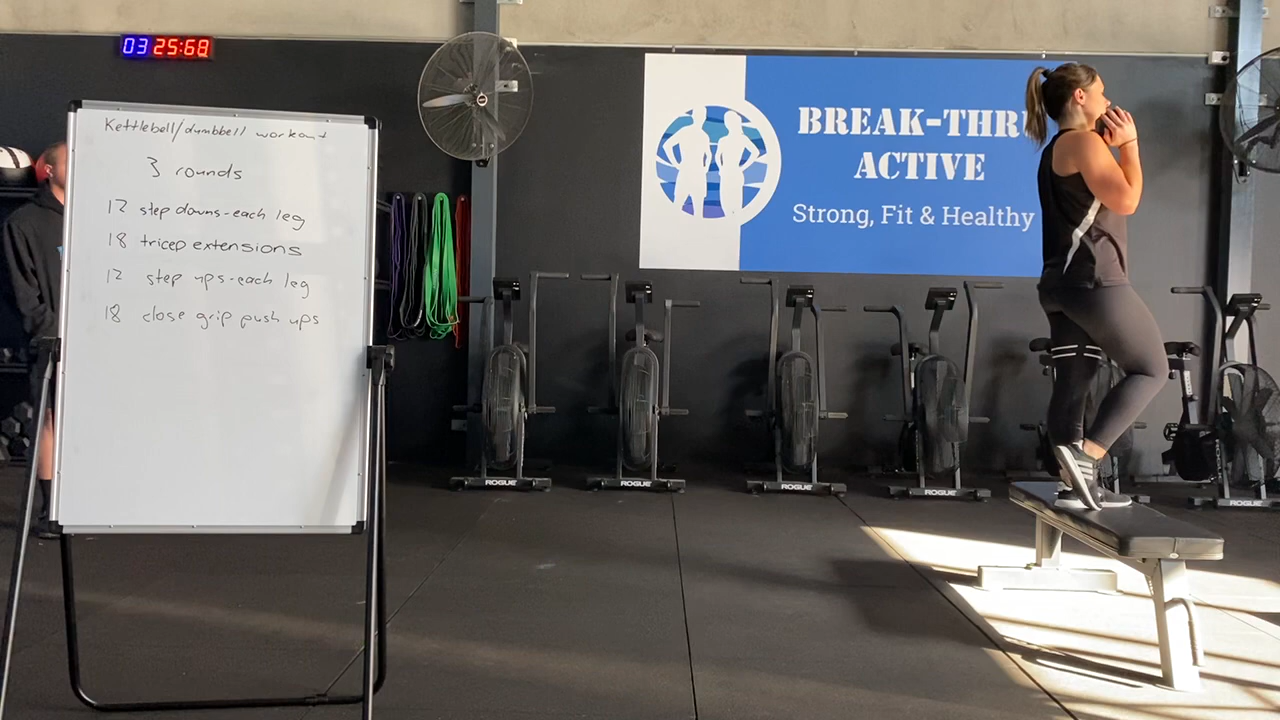 03 25:68
Kettlebell/dumbbell workout
3 rounds
12 step downs-each leg
18 tricep extensions
12 step ups-each leg
18 close grip push ups
BREAK-THR
ACTIVE
Strong, Fit & Healthy
ROGUE
ROGUE
ROGUE
ROGUE
ROGUE